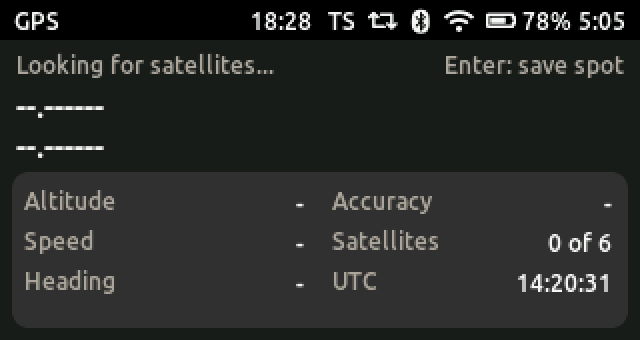 GPS 18:28 TS 78% 5:05
Looking for satellites... Enter: save spot
--.------
--.------
Altitude - Accuracy -
Speed - Satellites 0 of 6
Heading - UTC 14:20:31